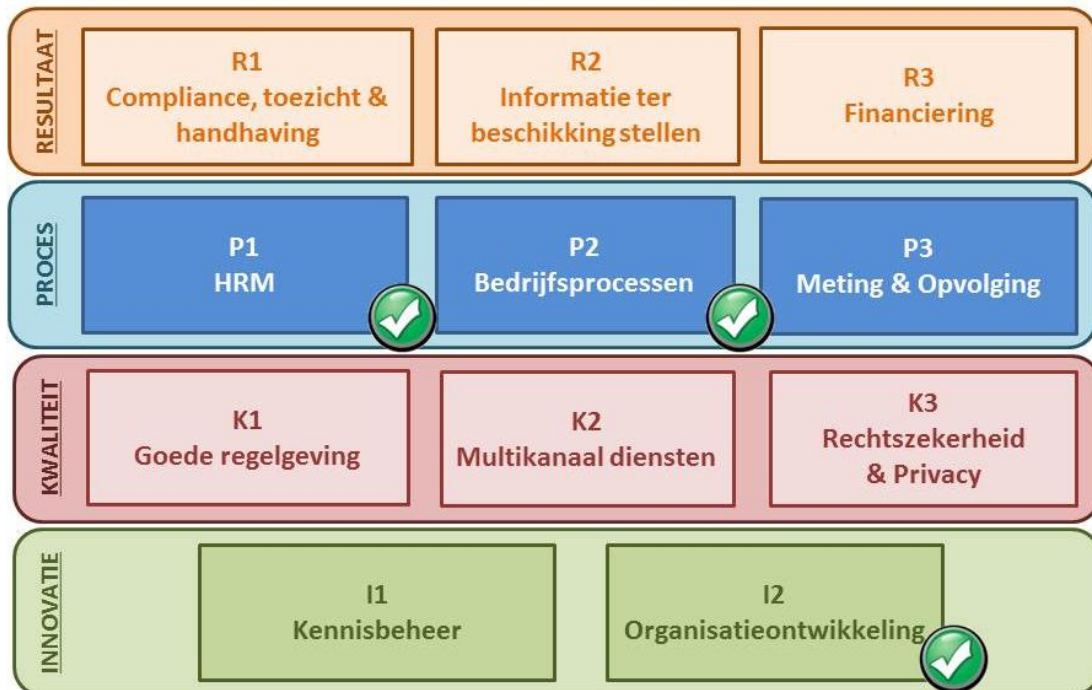 RESULTAAT
R1
Compliance, toezicht &
handhaving
R2
Informatie ter
beschikking stellen
R3
Financiering
PROCES
P1
HRM
P2
Bedrijfsprocessen
P3
Meting & Opvolging
KWALITEIT
K1
Goede regelgeving
K2
Multikanaal diensten
K3
Rechtszekerheid
& Privacy
INNOVATIE
I1
Kennisbeheer
I2
Organisatieontwikkeling